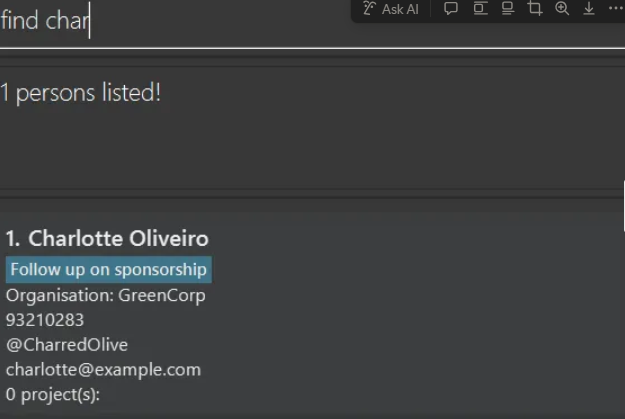 find char
Ask AI
1 persons listed!
1. Charlotte Oliveiro
Follow up on sponsorship
Organisation: GreenCorp
93210283
@CharredOlive
charlotte@example.com
0 project(s):